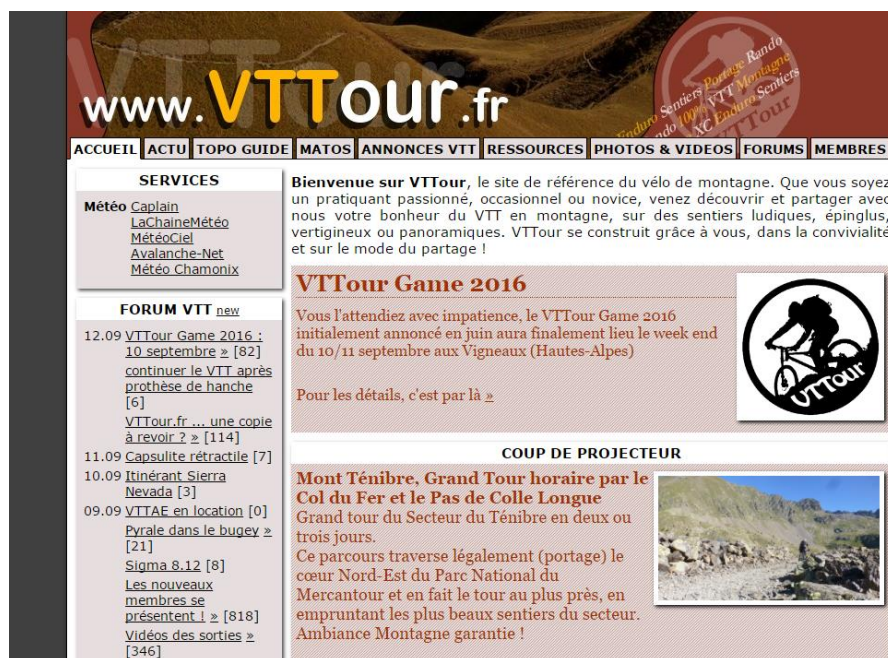 www.VTTour.fr
Enduro Sentiers Portage Rando
100% VTT Montagne
XC Enduro Sentiers
VTTour
ACCUEIL ACTU TOPO GUIDE MATOS ANNONCES VTT RESSOURCES PHOTOS & VIDEOS FORUMS MEMBRES
SERVICES
Météo Caplain
LaChaineMétéo
MétéoCiel
Avalanche-Net
Météo Chamonix
FORUM VTT new
12.09 VTTour Game 2016 :
10 septembre » [82]
continuer le VTT après
prothèse de hanche
[6]
VTTour.fr ... une copie
à revoir ? » [114]
11.09 Capsulite rétractile [7]
10.09 Itinérant Sierra
Nevada [3]
09.09 VTTAE en location [0]
Pyrale dans le bugey »
[21]
Sigma 8.12 [8]
Les nouveaux
membres se
présentent ! » [818]
Vidéos des sorties »
[346]
Bienvenue sur VTTour, le site de référence du vélo de montagne. Que vous soyez
un pratiquant passionné, occasionnel ou novice, venez découvrir et partager avec
nous votre bonheur du VTT en montagne, sur des sentiers ludiques, épinglus,
vertigineux ou panoramiques. VTTour se construit grâce à vous, dans la convivialité
et sur le mode du partage !
VTTour Game 2016
Vous l'attendiez avec impatience, le VTTour Game 2016
initialement annoncé en juin aura finalement lieu le week end
du 10/11 septembre aux Vigneaux (Hautes-Alpes)
Pour les détails, c'est par là »
VTTour
COUP DE PROJECTEUR
Mont Ténibre, Grand Tour horaire par le
Col du Fer et le Pas de Colle Longue
Grand tour du Secteur du Ténibre en deux ou
trois jours.
Ce parcours traverse légalement (portage) le
cœur Nord-Est du Parc National du
Mercantour et en fait le tour au plus près, en
empruntant les plus beaux sentiers du secteur.
Ambiance Montagne garantie !